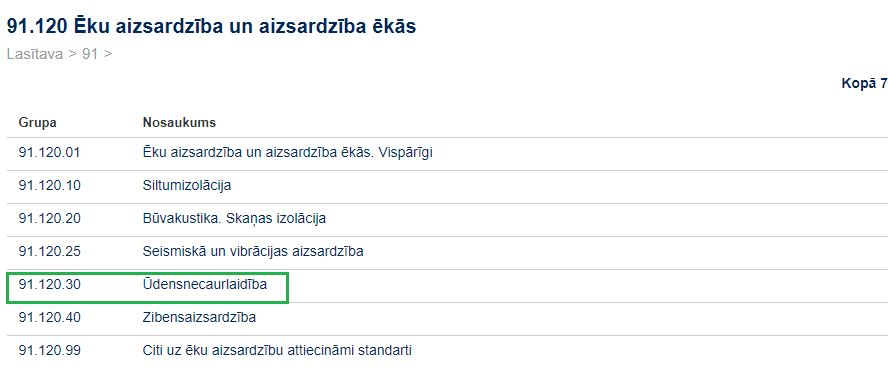 91.120 Ēku aizsardzība un aizsardzība ēkās
Lasītava > 91 >
Kopā 7
Grupa Nosaukums
91.120.01 Ēku aizsardzība un aizsardzība ēkās. Vispārīgi
91.120.10 Siltumizolācija
91.120.20 Būvakustika. Skaņas izolācija
91.120.25 Seismiskā un vibrācijas aizsardzība
91.120.30 Ūdensnecaurlaidība
91.120.40 Zibensaizsardzība
91.120.99 Citi uz ēku aizsardzību attiecināmi standarti